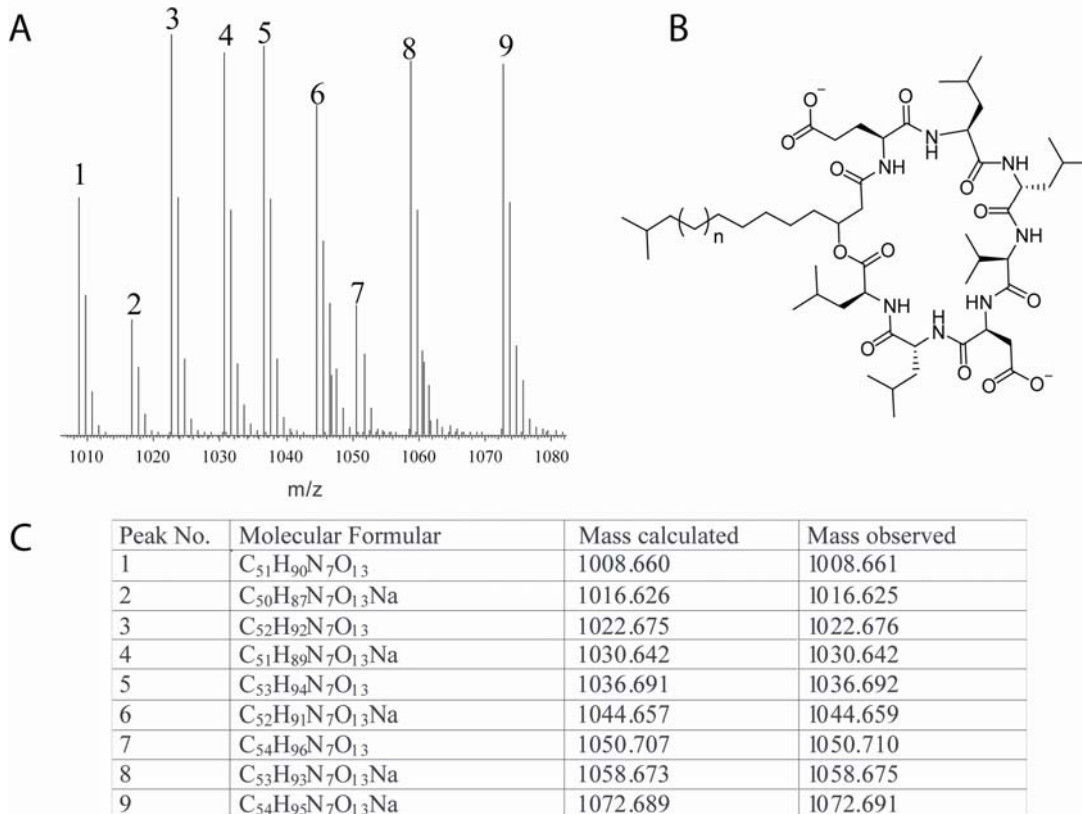 A
B
1
2
3
4
5
6
7
8
9
1010 1020 1030 1040 1050 1060 1070 1080
m/z
O⁻
O
O
N
H
O
NH
O
NH
O
NH
n
O
O
NH
NH
O
H
N
O
O
O
O⁻
C
Peak No. Molecular Formular Mass calculated Mass observed
1 C₅₁H₉₀N₇O₁₃ 1008.660 1008.661
2 C₅₀H₈₇N₇O₁₃Na 1016.626 1016.625
3 C₅₂H₉₂N₇O₁₃ 1022.675 1022.676
4 C₅₁H₈₉N₇O₁₃Na 1030.642 1030.642
5 C₅₃H₉₄N₇O₁₃ 1036.691 1036.692
6 C₅₂H₉₁N₇O₁₃Na 1044.657 1044.659
7 C₅₄H₉₆N₇O₁₃ 1050.707 1050.710
8 C₅₃H₉₃N₇O₁₃Na 1058.673 1058.675
9 C₅₄H₉₅N₇O₁₃Na 1072.689 1072.691